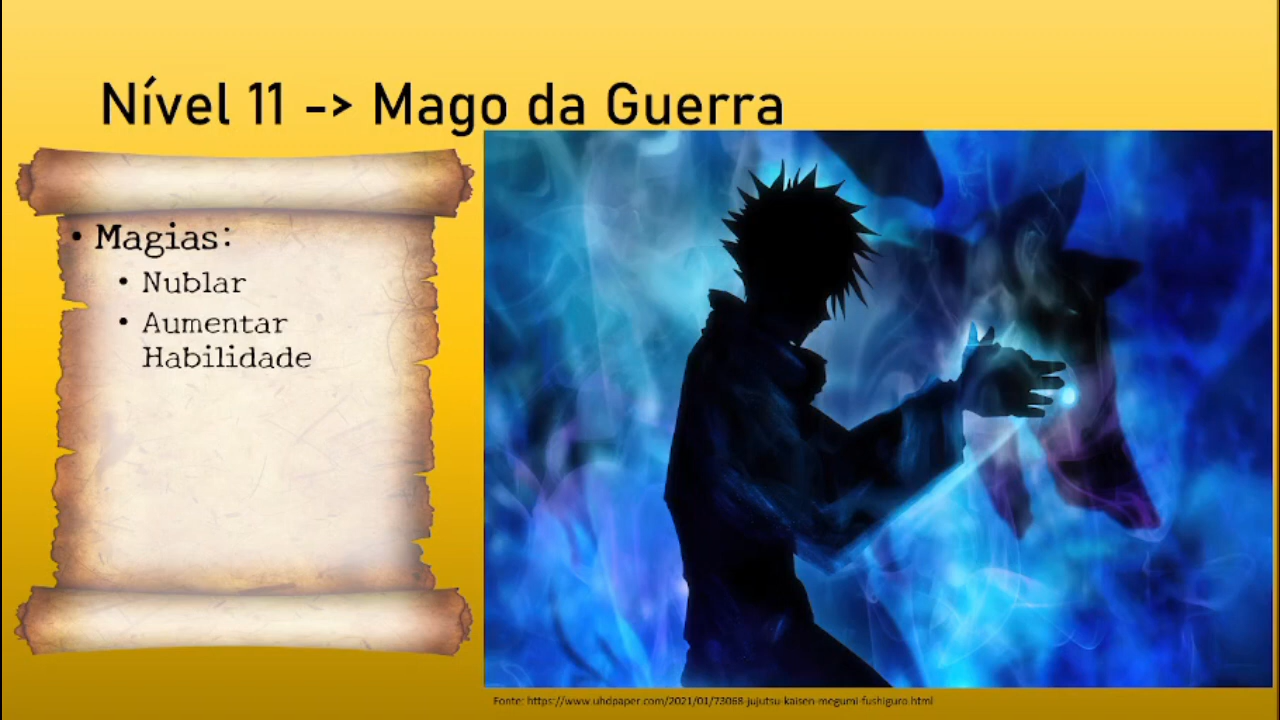 Nível 11 -> Mago da Guerra
• Magias:
• Nublar
• Aumentar
Habilidade
Fonte: https://www.uhdpaper.com/2021/01/73068-jujutsu-kaisen-megumi-fushiguro.html